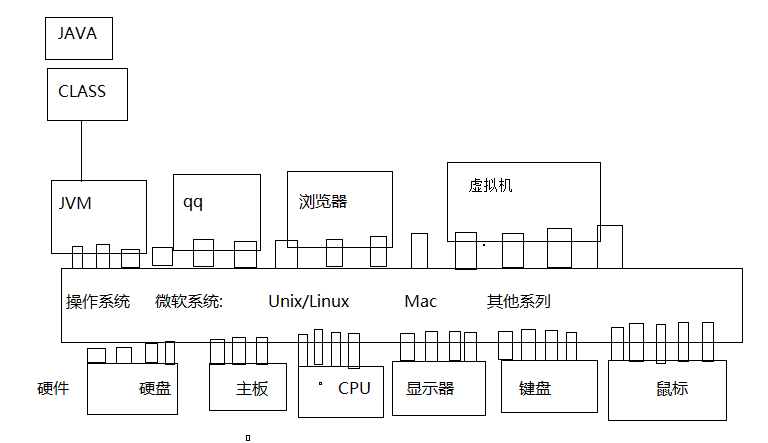 JAVA
CLASS
JVM qq 浏览器 虚拟机
操作系统 微软系统: Unix/Linux Mac 其他系列
硬件 硬盘 主板 CPU 显示器 键盘 鼠标